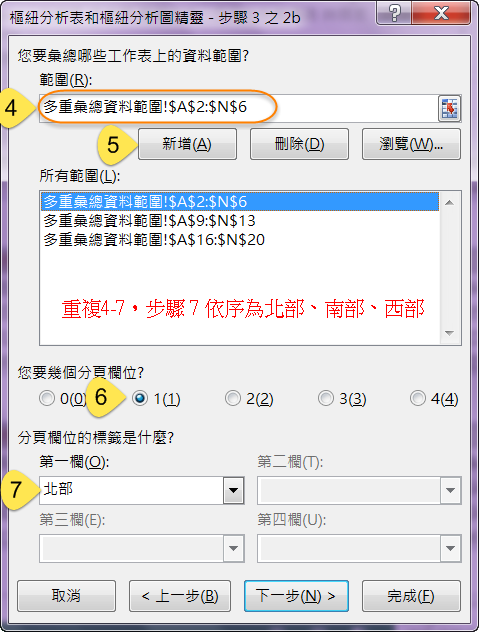 樞紐分析表和樞紐分析圖精靈 - 步驟 3 之 2b
您要彙總哪些工作表上的資料範圍?
範圍(R):
4
多重彙總資料範圍!$A$2:$N$6
5
新增(A)
刪除(D)
瀏覽(W)...
所有範圍(L):
多重彙總資料範圍!$A$2:$N$6
多重彙總資料範圍!$A$9:$N$13
多重彙總資料範圍!$A$16:$N$20
重複4-7，步驟 7 依序為北部、南部、西部
您要幾個分頁欄位?
0(0)
6
1(1)
2(2)
3(3)
4(4)
分頁欄位的標籤是什麼?
第一欄(O):
第二欄(T):
7
北部
第三欄(E):
第四欄(U):
取消
< 上一步(B)
下一步(N) >
完成(F)